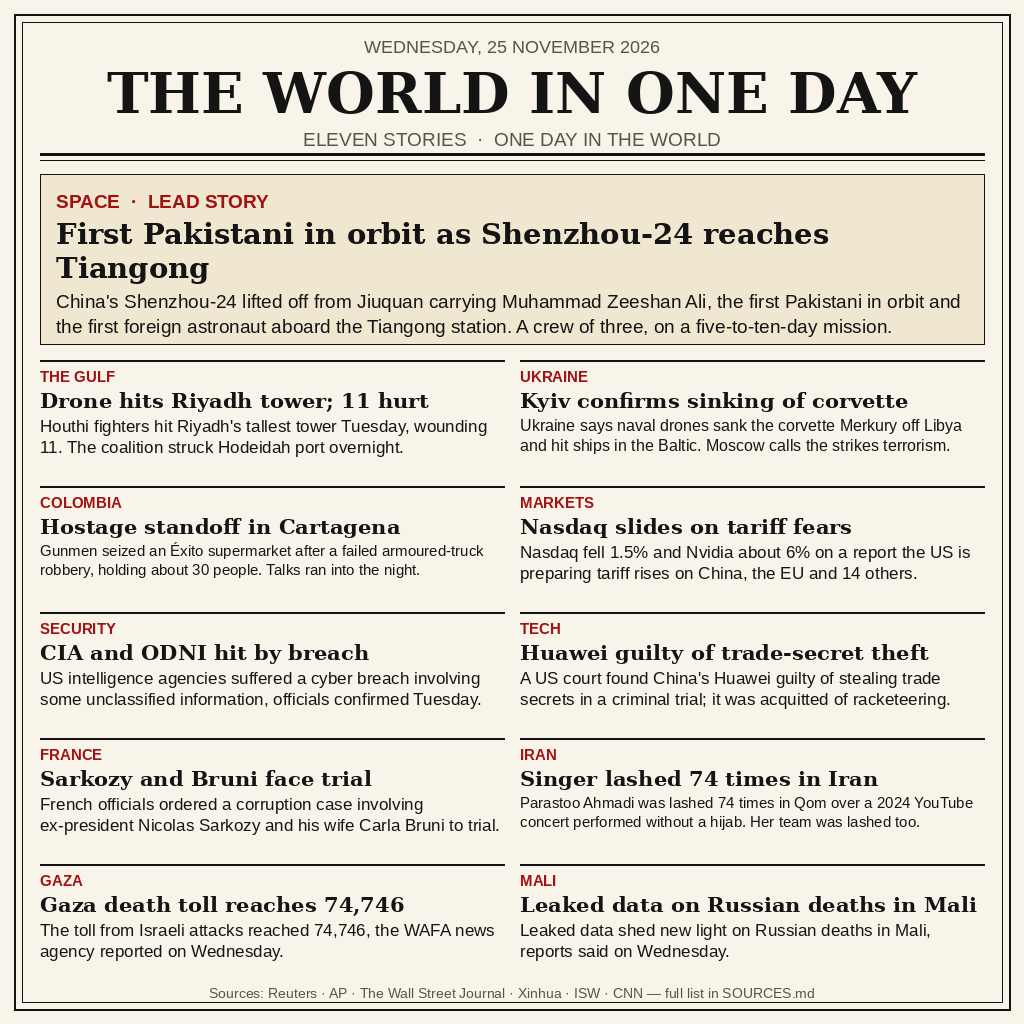 WEDNESDAY, 25 NOVEMBER 2026
THE WORLD IN ONE DAY
ELEVEN STORIES · ONE DAY IN THE WORLD
SPACE · LEAD STORY
First Pakistani in orbit as Shenzhou-24 reaches
Tiangong
China's Shenzhou-24 lifted off from Jiuquan carrying Muhammad Zeeshan Ali, the first Pakistani in orbit and
the first foreign astronaut aboard the Tiangong station. A crew of three, on a five-to-ten-day mission.
THE GULF
Drone hits Riyadh tower; 11 hurt
Houthi fighters hit Riyadh's tallest tower Tuesday, wounding
11. The coalition struck Hodeidah port overnight.
UKRAINE
Kyiv confirms sinking of corvette
Ukraine says naval drones sank the corvette Merkury off Libya
and hit ships in the Baltic. Moscow calls the strikes terrorism.
COLOMBIA
Hostage standoff in Cartagena
Gunmen seized an Éxito supermarket after a failed armoured-truck
robbery, holding about 30 people. Talks ran into the night.
MARKETS
Nasdaq slides on tariff fears
Nasdaq fell 1.5% and Nvidia about 6% on a report the US is
preparing tariff rises on China, the EU and 14 others.
SECURITY
CIA and ODNI hit by breach
US intelligence agencies suffered a cyber breach involving
some unclassified information, officials confirmed Tuesday.
TECH
Huawei guilty of trade-secret theft
A US court found China's Huawei guilty of stealing trade
secrets in a criminal trial; it was acquitted of racketeering.
FRANCE
Sarkozy and Bruni face trial
French officials ordered a corruption case involving
ex-president Nicolas Sarkozy and his wife Carla Bruni to trial.
IRAN
Singer lashed 74 times in Iran
Parastoo Ahmadi was lashed 74 times in Qom over a 2024 YouTube
concert performed without a hijab. Her team was lashed too.
GAZA
Gaza death toll reaches 74,746
The toll from Israeli attacks reached 74,746, the WAFA news
agency reported on Wednesday.
MALI
Leaked data on Russian deaths in Mali
Leaked data shed new light on Russian deaths in Mali,
reports said on Wednesday.
Sources: Reuters · AP · The Wall Street Journal · Xinhua · ISW · CNN — full list in SOURCES.md